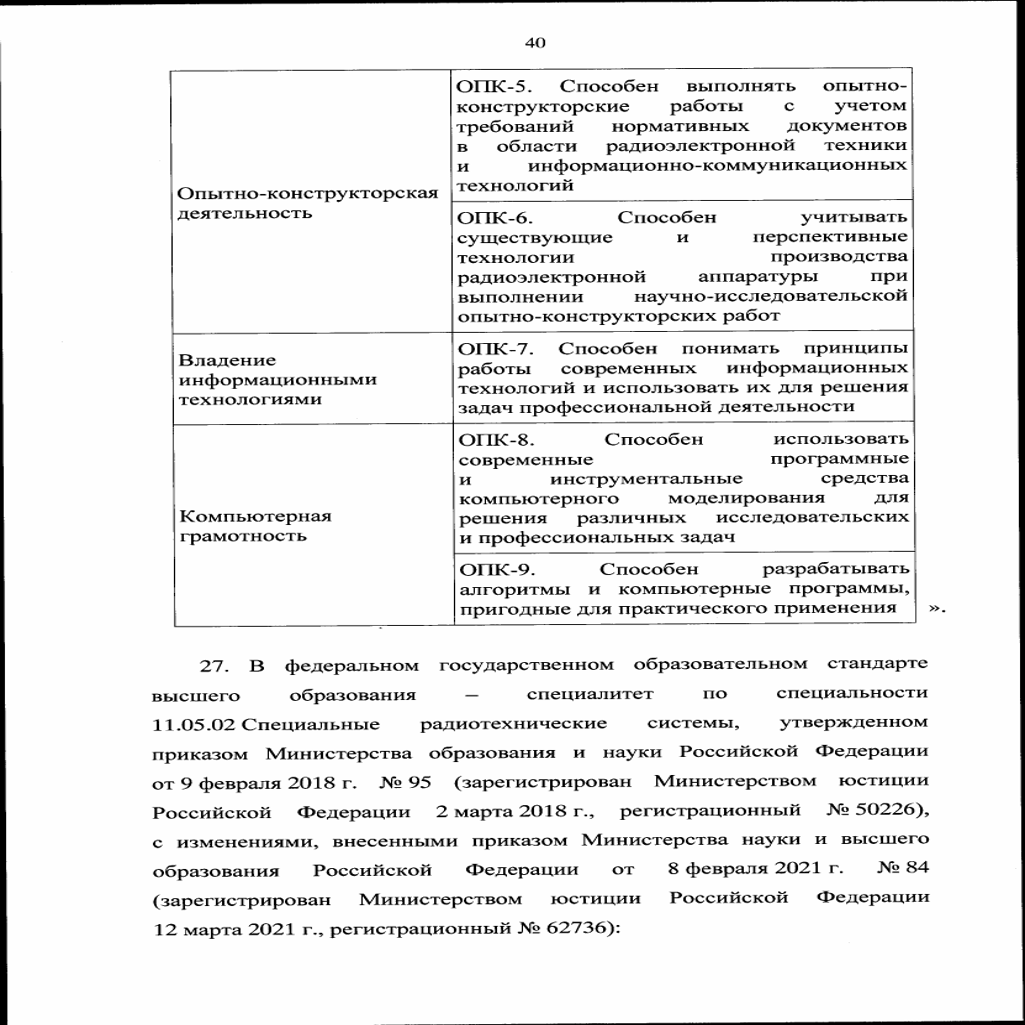 40
ОПК-5. Способен выполнять опытно-
конструкторские работы с учетом
требований нормативных документов
в области радиоэлектронной техники
и информационно-коммуникационных
технологий
Опытно-конструкторская
деятельность
ОПК-6. Способен учитывать
существующие и перспективные
технологии производства
радиоэлектронной аппаратуры при
выполнении научно-исследовательской
опытно-конструкторских работ
Владение
информационными
технологиями
ОПК-7. Способен понимать принципы
работы современных информационных
технологий и использовать их для решения
задач профессиональной деятельности
Компьютерная
грамотность
ОПК-8. Способен использовать
современные программные
и инструментальные средства
компьютерного моделирования для
решения различных исследовательских
и профессиональных задач
ОПК-9. Способен разрабатывать
алгоритмы и компьютерные программы,
пригодные для практического применения ».
27. В федеральном государственном образовательном стандарте
высшего образования – специалитет по специальности
11.05.02 Специальные радиотехнические системы, утвержденном
приказом Министерства образования и науки Российской Федерации
от 9 февраля 2018 г. № 95 (зарегистрирован Министерством юстиции
Российской Федерации 2 марта 2018 г., регистрационный № 50226),
с изменениями, внесенными приказом Министерства науки и высшего
образования Российской Федерации от 8 февраля 2021 г. № 84
(зарегистрирован Министерством юстиции Российской Федерации
12 марта 2021 г., регистрационный № 62736):